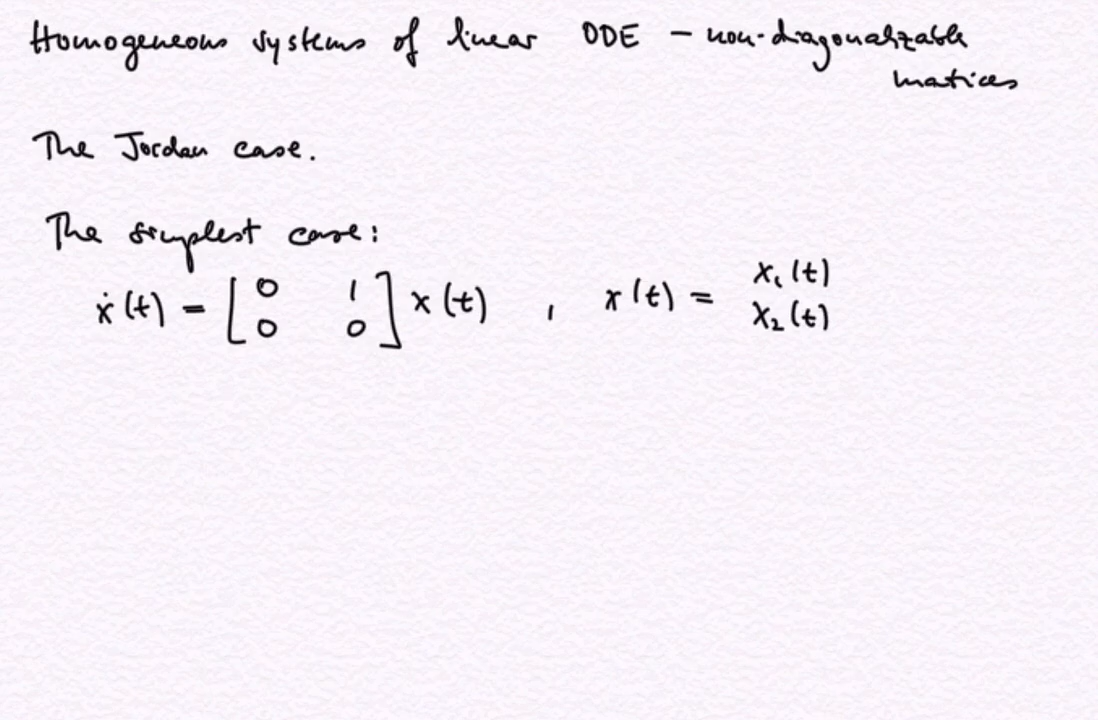 Homogeneous systems of linear ODE - non-diagonalizable
matices
The Jordan case.
The simplest case:
ẋ(t) = [0 1; 0 0] x(t) , x(t) = x₁(t) x₂(t)